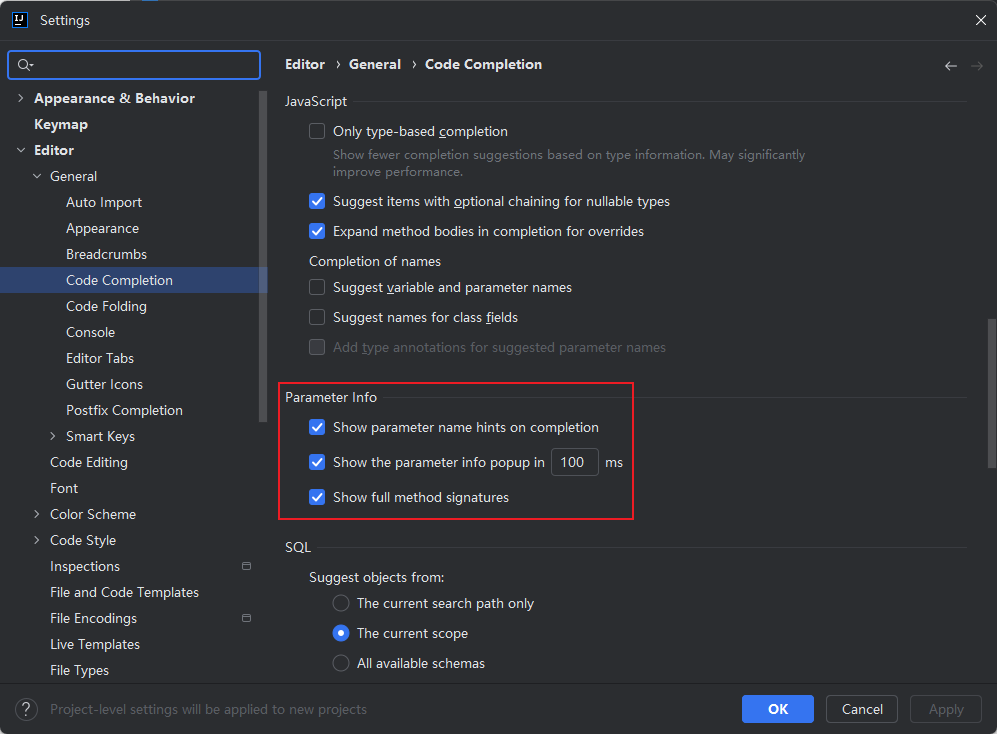 IJ
Settings
Appearance & Behavior
Keymap
Editor
General
Auto Import
Appearance
Breadcrumbs
Code Completion
Code Folding
Console
Editor Tabs
Gutter Icons
Postfix Completion
Smart Keys
Code Editing
Font
Color Scheme
Code Style
Inspections
File and Code Templates
File Encodings
Live Templates
File Types
Editor › General › Code Completion
JavaScript
Only type-based completion
Show fewer completion suggestions based on type information. May significantly
improve performance.
Suggest items with optional chaining for nullable types
Expand method bodies in completion for overrides
Completion of names
Suggest variable and parameter names
Suggest names for class fields
Add type annotations for suggested parameter names
Parameter Info
Show parameter name hints on completion
Show the parameter info popup in 100 ms
Show full method signatures
SQL
Suggest objects from:
The current search path only
The current scope
All available schemas
? Project-level settings will be applied to new projects
OK Cancel Apply